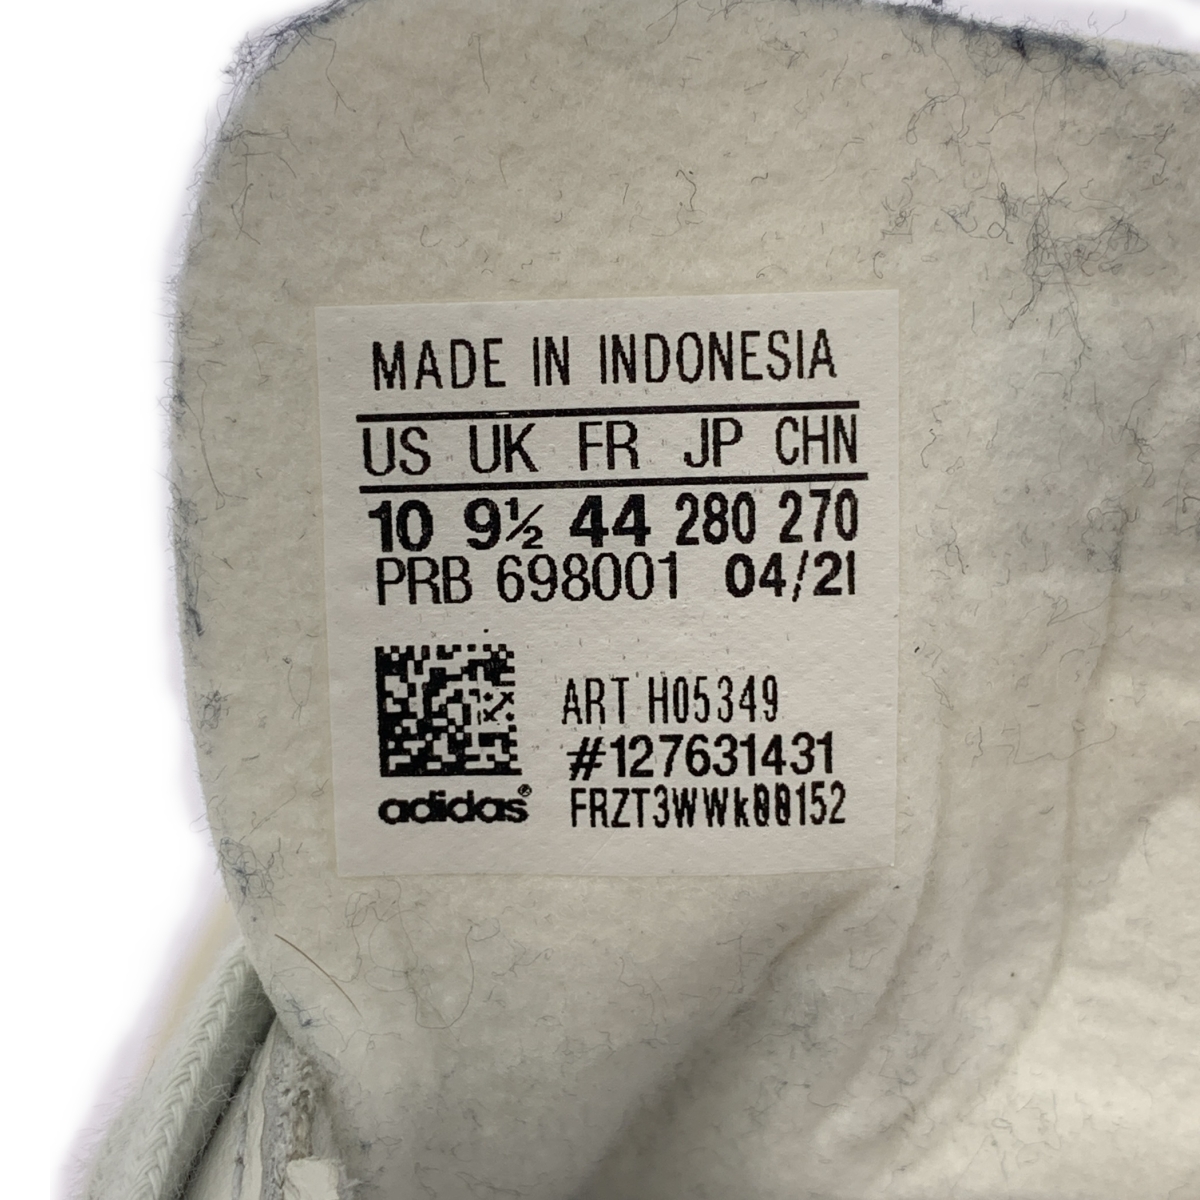 MADE IN INDONESIA
US UK FR JP CHN
10 9½ 44 280 270
PRB 698001 04/21
ART H05349
#127631431
adidas® FRZT3WWk00152